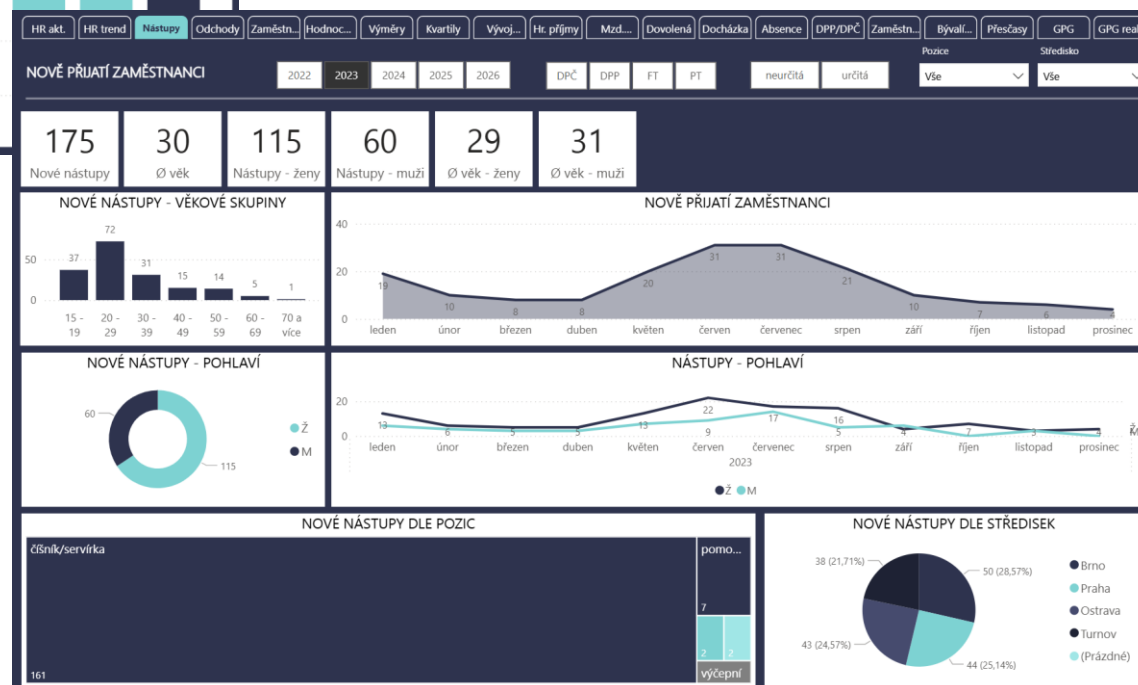 HR akt. HR trend Nástupy Odchody Zaměstn... Hodnoc... Výměry Kvartily Vývoj... Hr. příjmy Mzd.... Dovolená Docházka Absence DPP/DPČ Zaměstn... Bývalí... Přesčasy GPG GPG real
NOVĚ PŘIJATÍ ZAMĚSTNANCI
2022 2023 2024 2025 2026
DPČ DPP FT PT
neurčitá určitá
Pozice
Vše
Středisko
Vše
175
Nové nástupy
30
Ø věk
115
Nástupy - ženy
60
Nástupy - muži
29
Ø věk - ženy
31
Ø věk - muži
NOVÉ NÁSTUPY - VĚKOVÉ SKUPINY
50
0
37 72 31 15 14 5 1
15 - 19
20 - 29
30 - 39
40 - 49
50 - 59
60 - 69
70 a více
NOVĚ PŘIJATÍ ZAMĚSTNANCI
40
20
0
19 10 8 8 20 31 31 21 10 7 6 4
leden únor březen duben květen červen červenec srpen září říjen listopad prosinec
NOVÉ NÁSTUPY - POHLAVÍ
60
115
Ž
M
NÁSTUPY - POHLAVÍ
20
0
13 6 5 5 13 22 17 16 4 7 3 4
9 5
leden únor březen duben květen červen červenec srpen září říjen listopad prosinec
2023
Ž M
NOVÉ NÁSTUPY DLE POZIC
číšník/servírka
161
pomo...
7
2 2
výčepní
NOVÉ NÁSTUPY DLE STŘEDISEK
38 (21,71%)
50 (28,57%)
43 (24,57%)
44 (25,14%)
Brno
Praha
Ostrava
Turnov
(Prázdné)